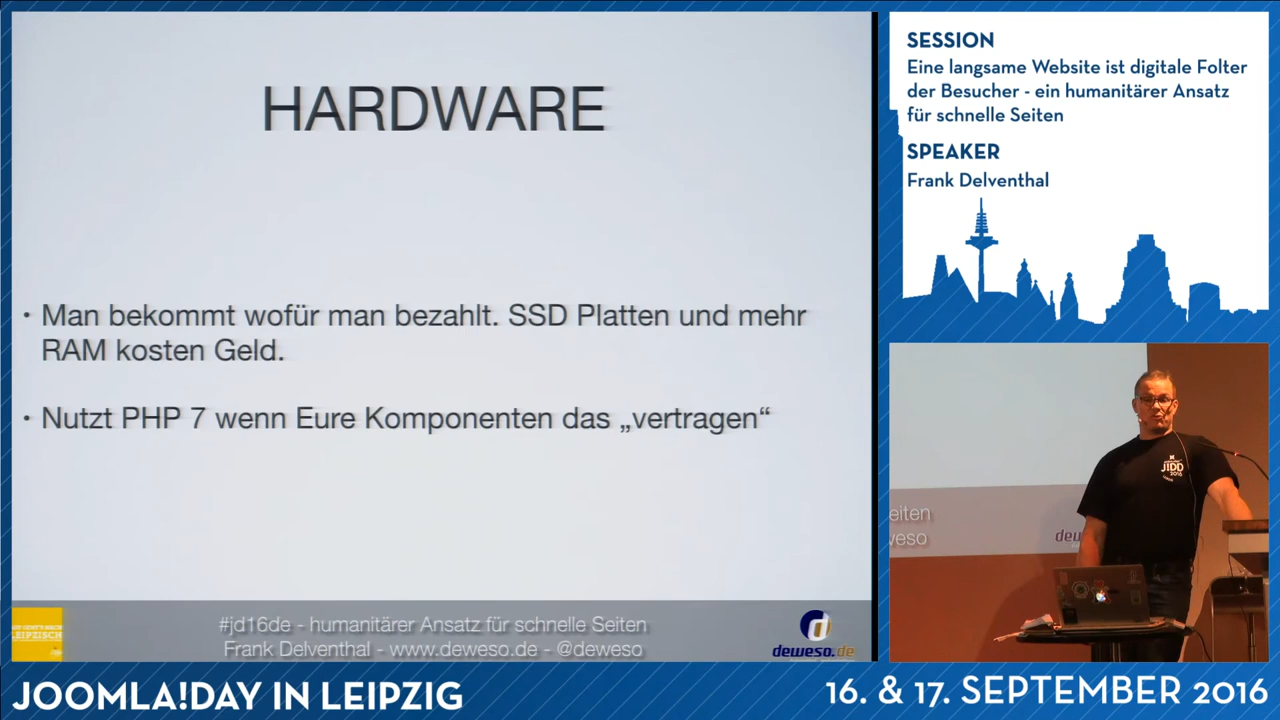 HARDWARE
• Man bekommt wofür man bezahlt. SSD Platten und mehr
RAM kosten Geld.
• Nutzt PHP 7 wenn Eure Komponenten das „vertragen“
LEIPZISCH
#jd16de - humanitärer Ansatz für schnelle Seiten
Frank Delventhal - www.deweso.de - @deweso
d
deweso.de
SESSION
Eine langsame Website ist digitale Folter
der Besucher - ein humanitärer Ansatz
für schnelle Seiten
SPEAKER
Frank Delventhal
J!DD
2016
eiten
weso
dew
JOOMLA!DAY IN LEIPZIG
16. & 17. SEPTEMBER 2016